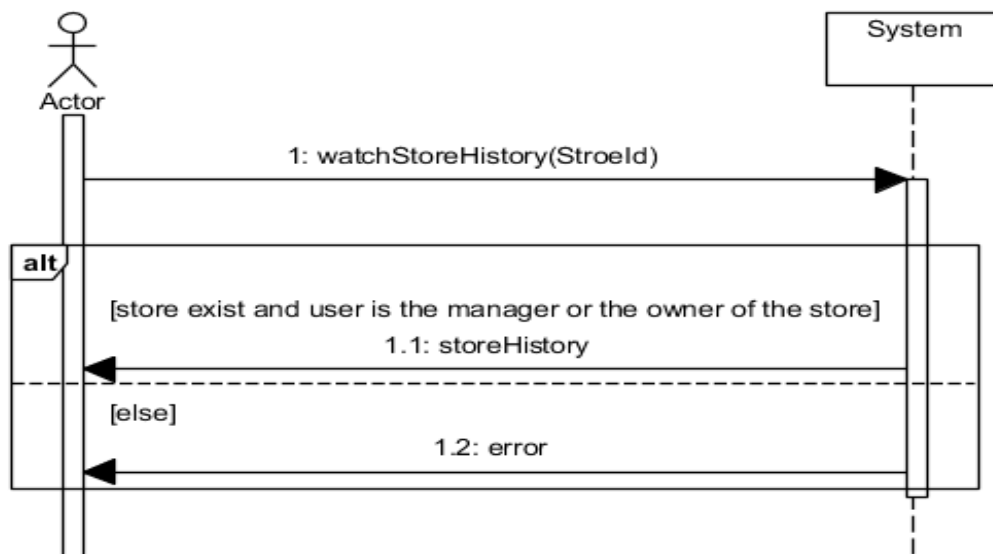 System
Actor
1: watchStoreHistory(StroeId)
alt
[store exist and user is the manager or the owner of the store]
1.1: storeHistory
[else]
1.2: error